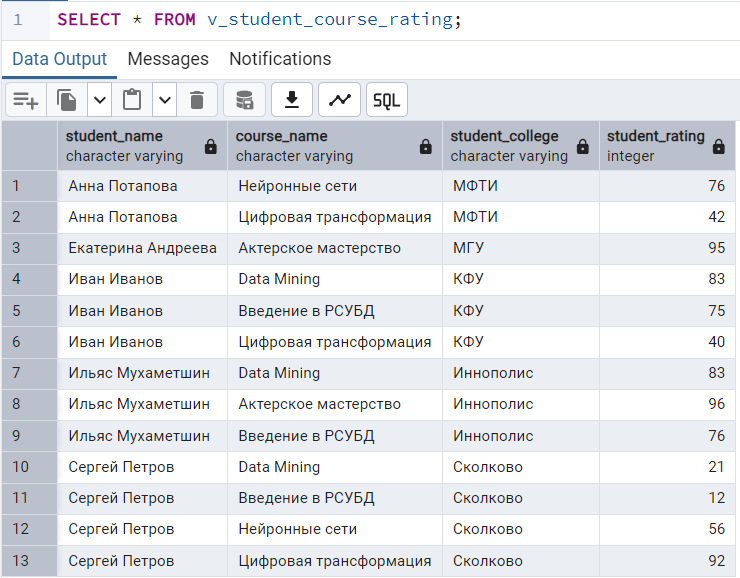 1 SELECT * FROM v_student_course_rating;
Data Output Messages Notifications
SQL
student_name course_name student_college student_rating
character varying character varying character varying integer
1 Анна Потапова Нейронные сети МФТИ 76
2 Анна Потапова Цифровая трансформация МФТИ 42
3 Екатерина Андреева Актерское мастерство МГУ 95
4 Иван Иванов Data Mining КФУ 83
5 Иван Иванов Введение в РСУБД КФУ 75
6 Иван Иванов Цифровая трансформация КФУ 40
7 Ильяс Мухаметшин Data Mining Иннополис 83
8 Ильяс Мухаметшин Актерское мастерство Иннополис 96
9 Ильяс Мухаметшин Введение в РСУБД Иннополис 76
10 Сергей Петров Data Mining Сколково 21
11 Сергей Петров Введение в РСУБД Сколково 12
12 Сергей Петров Нейронные сети Сколково 56
13 Сергей Петров Цифровая трансформация Сколково 92